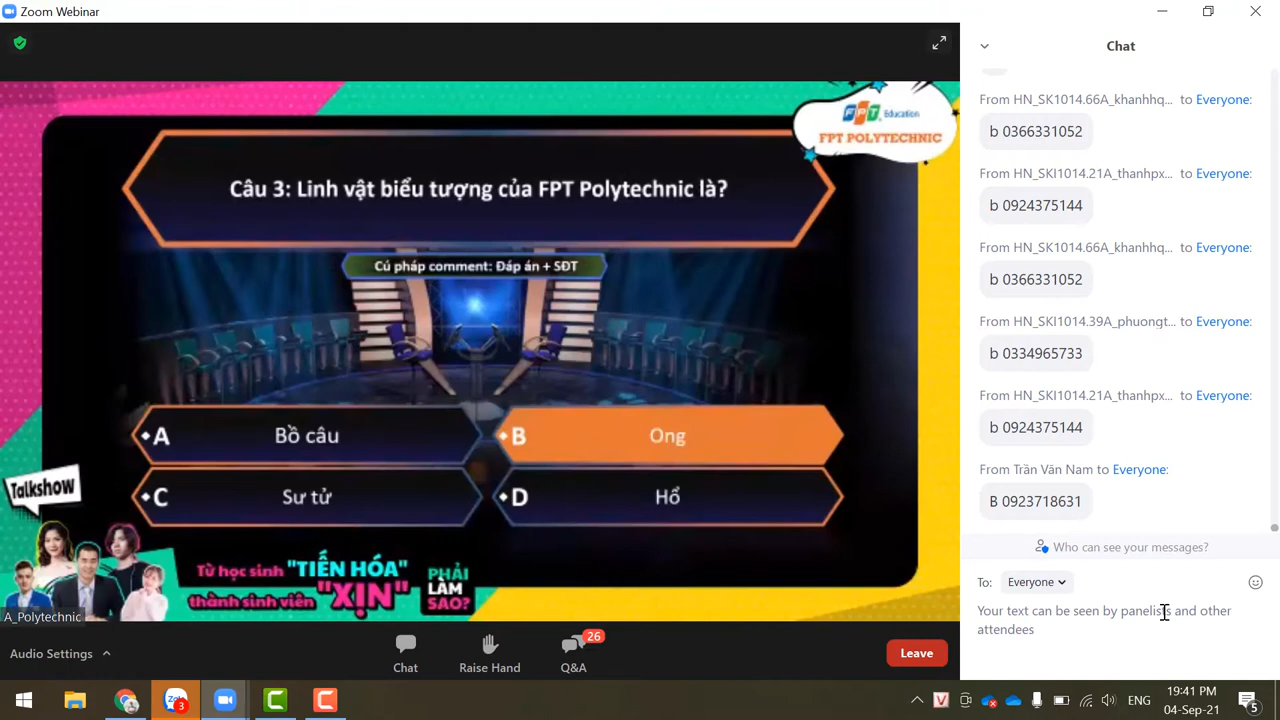 Zoom Webinar
FPT Education
FPT POLYTECHNIC
Câu 3: Linh vật biểu tượng của FPT Polytechnic là?
Cú pháp comment: Đáp án + SĐT
A Bồ câu
B Ong
C Sư tử
D Hổ
Talkshow
Từ học sinh "TIẾN HÓA"
thành sinh viên "XỊN"
PHẢI
LÀM
SAO?
A_Polytechnic
Audio Settings
Chat
Raise Hand
26
Q&A
Leave
Chat
From HN_SK1014.66A_khanhhq... to Everyone:
b 0366331052
From HN_SKI1014.21A_thanhpx... to Everyone:
b 0924375144
From HN_SK1014.66A_khanhhq... to Everyone:
b 0366331052
From HN_SKI1014.39A_phuongt... to Everyone:
b 0334965733
From HN_SKI1014.21A_thanhpx... to Everyone:
b 0924375144
From Trần Văn Nam to Everyone:
B 0923718631
Who can see your messages?
To: Everyone
Your text can be seen by panelists and other
attendees
Zalo
3
ENG
19:41 PM
04-Sep-21
5